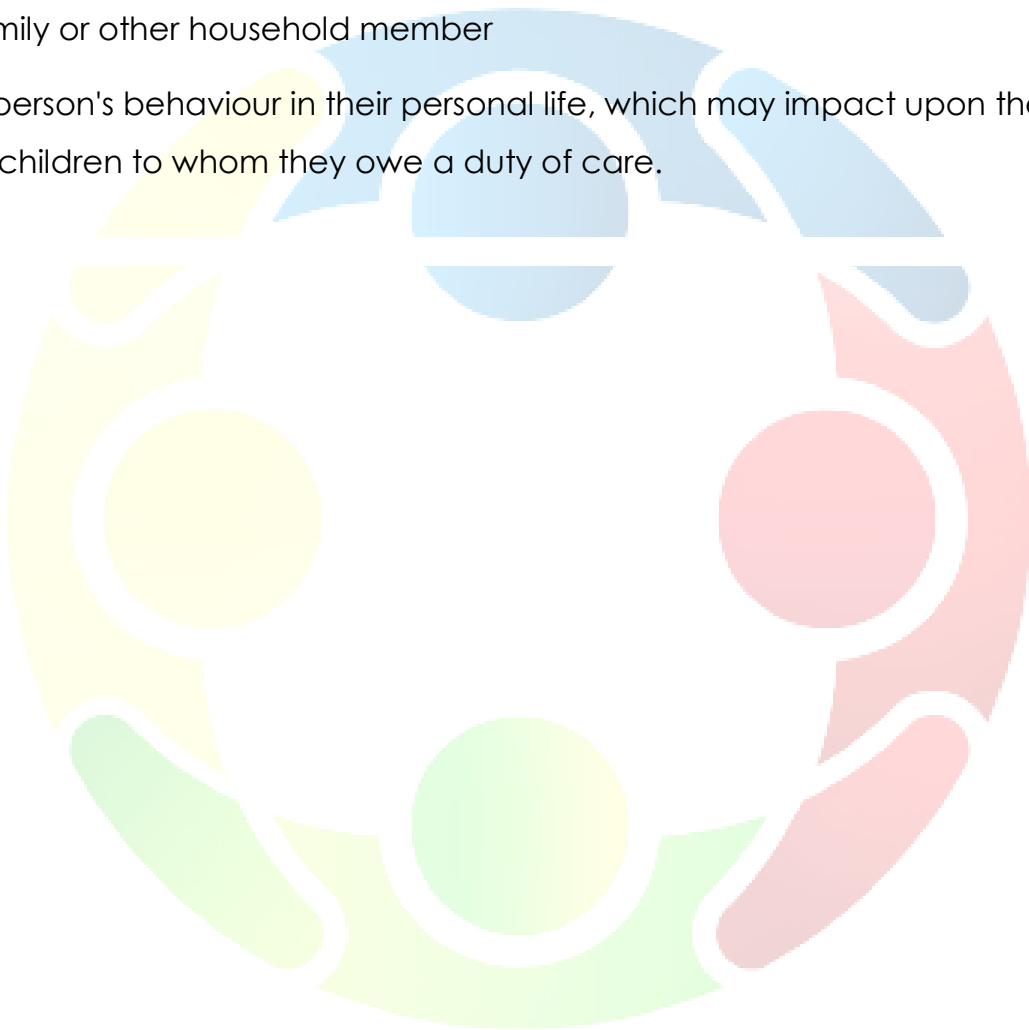 mily or other household member
person's behaviour in their personal life, which may impact upon the
children to whom they owe a duty of care.